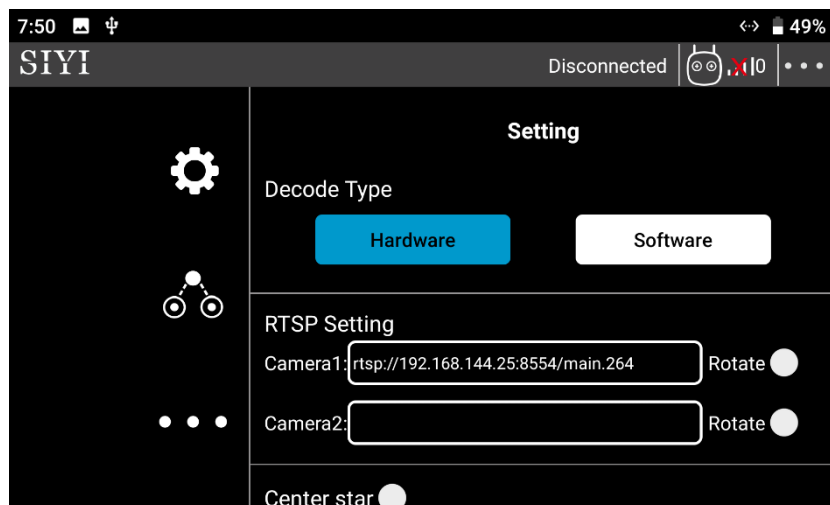 7:50 49%
SIYI Disconnected 0
Setting
Decode Type
Hardware Software
RTSP Setting
Camera1: rtsp://192.168.144.25:8554/main.264 Rotate
Camera2: Rotate
Center star